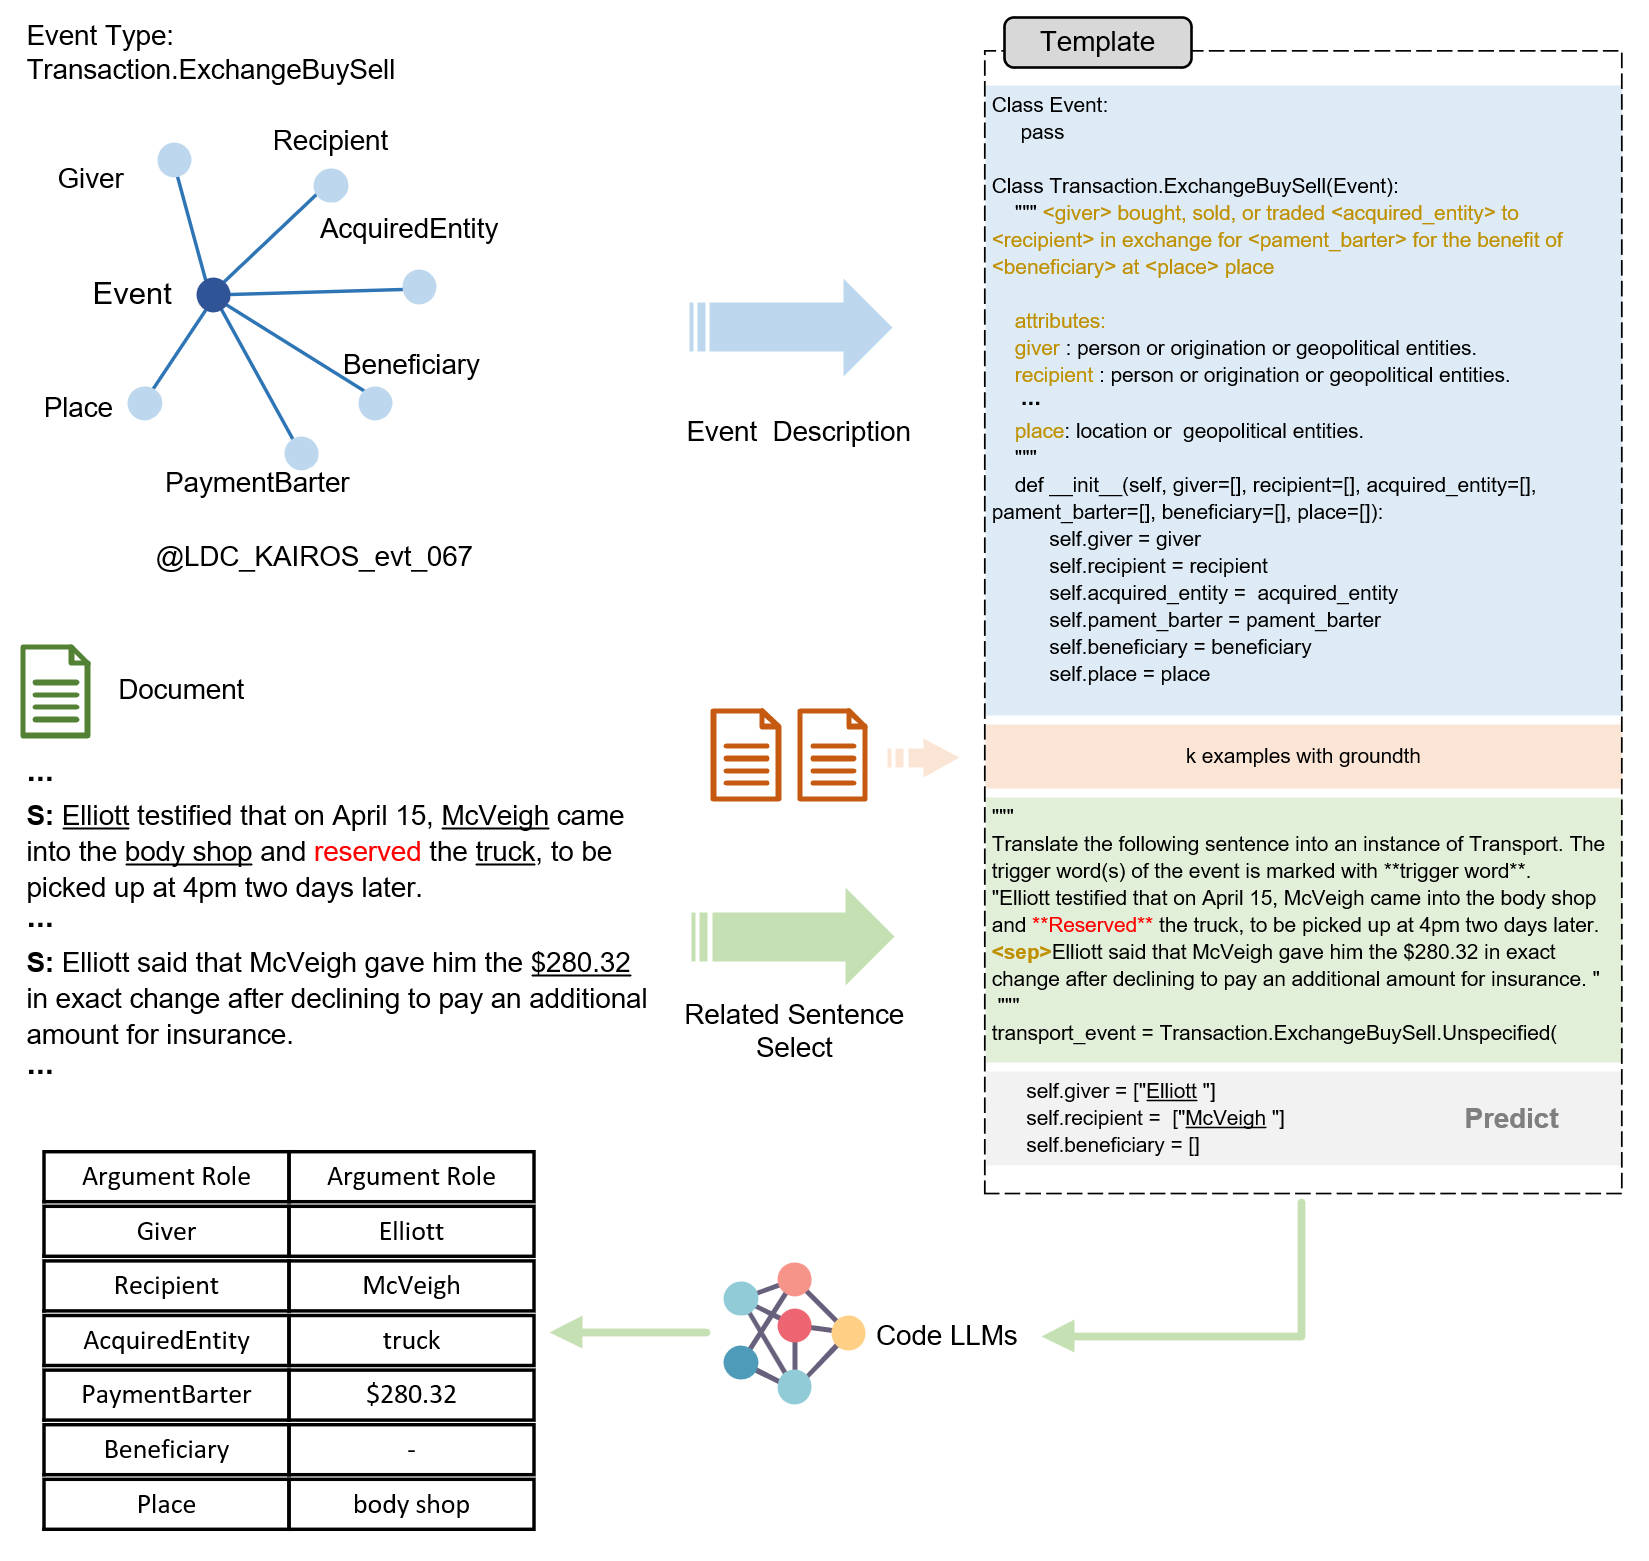 Event Type:
Transaction.ExchangeBuySell
Giver
Recipient
AcquiredEntity
Event
Beneficiary
Place
PaymentBarter
@LDC_KAIROS_evt_067
Document
...
S: Elliott testified that on April 15, McVeigh came
into the body shop and reserved the truck, to be
picked up at 4pm two days later.
...
S: Elliott said that McVeigh gave him the $280.32
in exact change after declining to pay an additional
amount for insurance.
...
Event  Description
Related Sentence
Select
Template
Class Event:
pass
Class Transaction.ExchangeBuySell(Event):
""" <giver> bought, sold, or traded <acquired_entity> to
<recipient> in exchange for <pament_barter> for the benefit of
<beneficiary> at <place> place
attributes:
giver : person or origination or geopolitical entities.
recipient : person or origination or geopolitical entities.
...
place: location or  geopolitical entities.
"""
def __init__(self, giver=[], recipient=[], acquired_entity=[],
pament_barter=[], beneficiary=[], place=[]):
self.giver = giver
self.recipient = recipient
self.acquired_entity =  acquired_entity
self.pament_barter = pament_barter
self.beneficiary = beneficiary
self.place = place
k examples with groundth
"""
Translate the following sentence into an instance of Transport. The
trigger word(s) of the event is marked with **trigger word**.
"Elliott testified that on April 15, McVeigh came into the body shop
and **Reserved** the truck, to be picked up at 4pm two days later.
<sep>Elliott said that McVeigh gave him the $280.32 in exact
change after declining to pay an additional amount for insurance. "
"""
transport_event = Transaction.ExchangeBuySell.Unspecified(
self.giver = ["Elliott "]
self.recipient =  ["McVeigh "]
self.beneficiary = []
Predict
Code LLMs
Argument Role Argument Role
Giver Elliott
Recipient McVeigh
AcquiredEntity truck
PaymentBarter $280.32
Beneficiary -
Place body shop